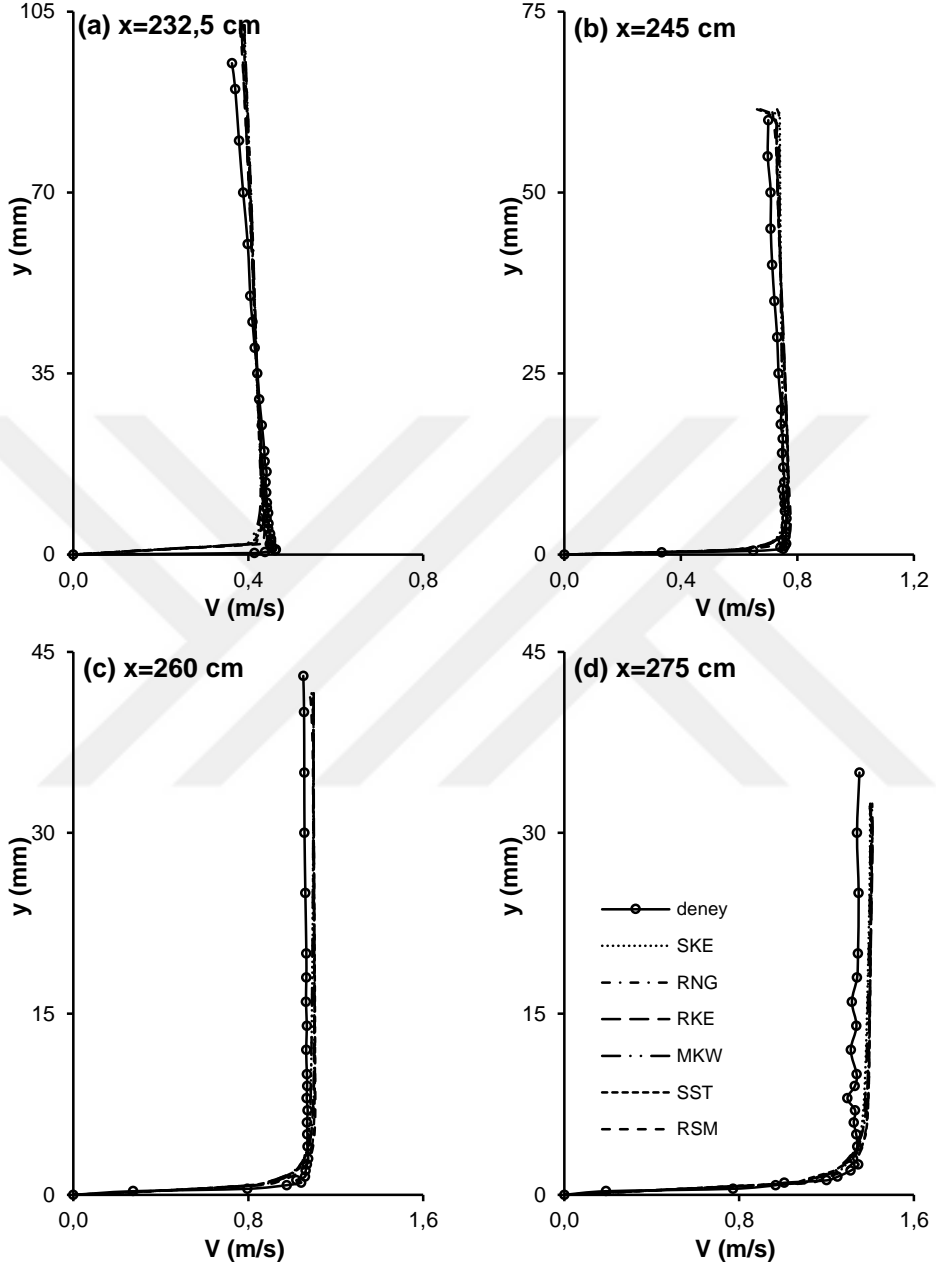 105
(a) x=232,5 cm
70
y (mm)
35
0
0,0
0,4
0,8
V (m/s)
75
(b) x=245 cm
50
y (mm)
25
0
0,0
0,4
0,8
1,2
V (m/s)
45
(c) x=260 cm
30
y (mm)
15
0
0,0
0,8
1,6
V (m/s)
45
(d) x=275 cm
30
y (mm)
15
0
0,0
0,8
1,6
V (m/s)
deney
SKE
RNG
RKE
MKW
SST
RSM